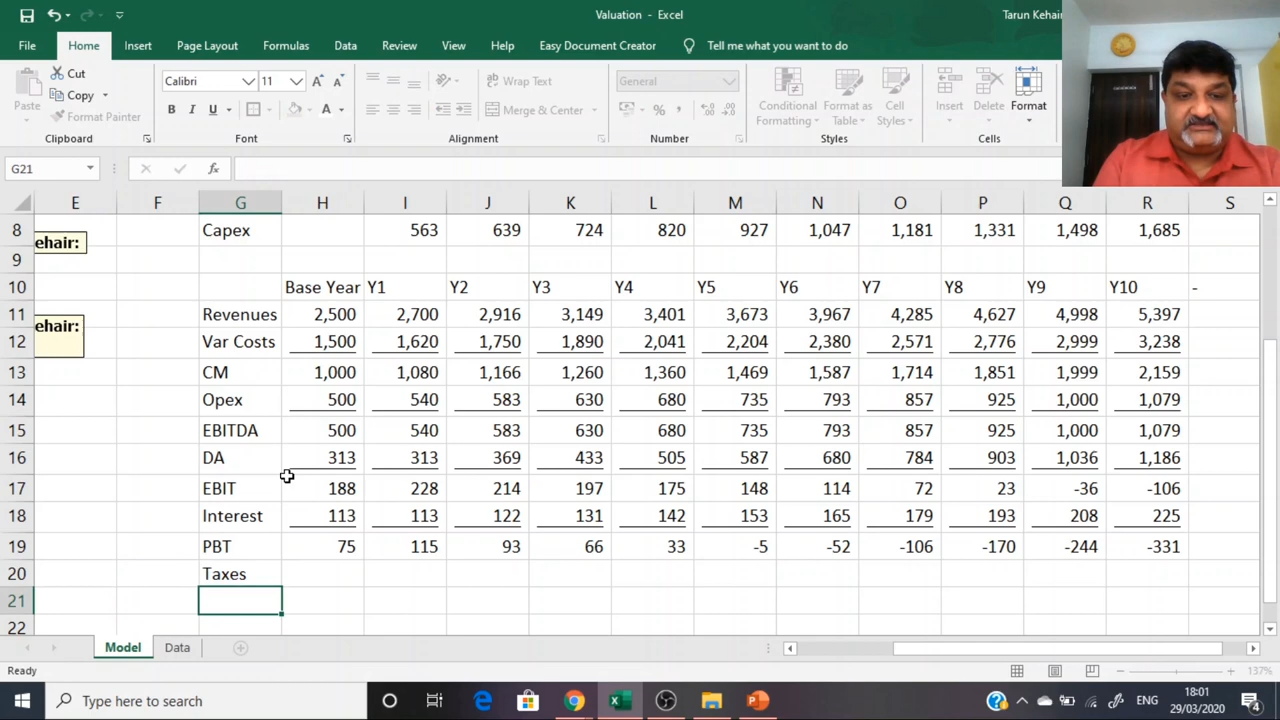 Valuation - Excel
Tarun Kehair
File Home Insert Page Layout Formulas Data Review View Help Easy Document Creator Tell me what you want to do
Paste
Cut
Copy
Format Painter
Clipboard
Calibri 11
B I U
Font
Wrap Text
Merge & Center
Alignment
General
Number
Conditional Formatting
Format as Table
Cell Styles
Styles
Insert
Delete
Format
Cells
G21
fx
E F G H I J K L M N O P Q R S
8 Capex 563 639 724 820 927 1,047 1,181 1,331 1,498 1,685
ehair:
9
10 Base Year Y1 Y2 Y3 Y4 Y5 Y6 Y7 Y8 Y9 Y10 -
11 Revenues 2,500 2,700 2,916 3,149 3,401 3,673 3,967 4,285 4,627 4,998 5,397
ehair:
12 Var Costs 1,500 1,620 1,750 1,890 2,041 2,204 2,380 2,571 2,776 2,999 3,238
13 CM 1,000 1,080 1,166 1,260 1,360 1,469 1,587 1,714 1,851 1,999 2,159
14 Opex 500 540 583 630 680 735 793 857 925 1,000 1,079
15 EBITDA 500 540 583 630 680 735 793 857 925 1,000 1,079
16 DA 313 313 369 433 505 587 680 784 903 1,036 1,186
17 EBIT 188 228 214 197 175 148 114 72 23 -36 -106
18 Interest 113 113 122 131 142 153 165 179 193 208 225
19 PBT 75 115 93 66 33 -5 -52 -106 -170 -244 -331
20 Taxes
21
22
Model Data
Ready
137%
Type here to search
ENG
18:01
29/03/2020
4